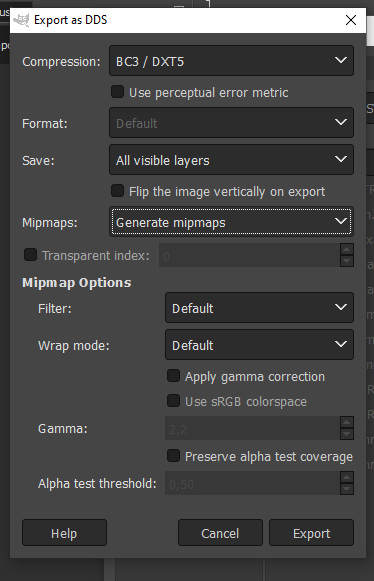 Export as DDS
Compression: BC3 / DXT5
Use perceptual error metric
Format: Default
Save: All visible layers
Flip the image vertically on export
Mipmaps: Generate mipmaps
Transparent index: 0
Mipmap Options
Filter: Default
Wrap mode: Default
Apply gamma correction
Use sRGB colorspace
Gamma: 2,2
Preserve alpha test coverage
Alpha test threshold: 0,50
Help Cancel Export